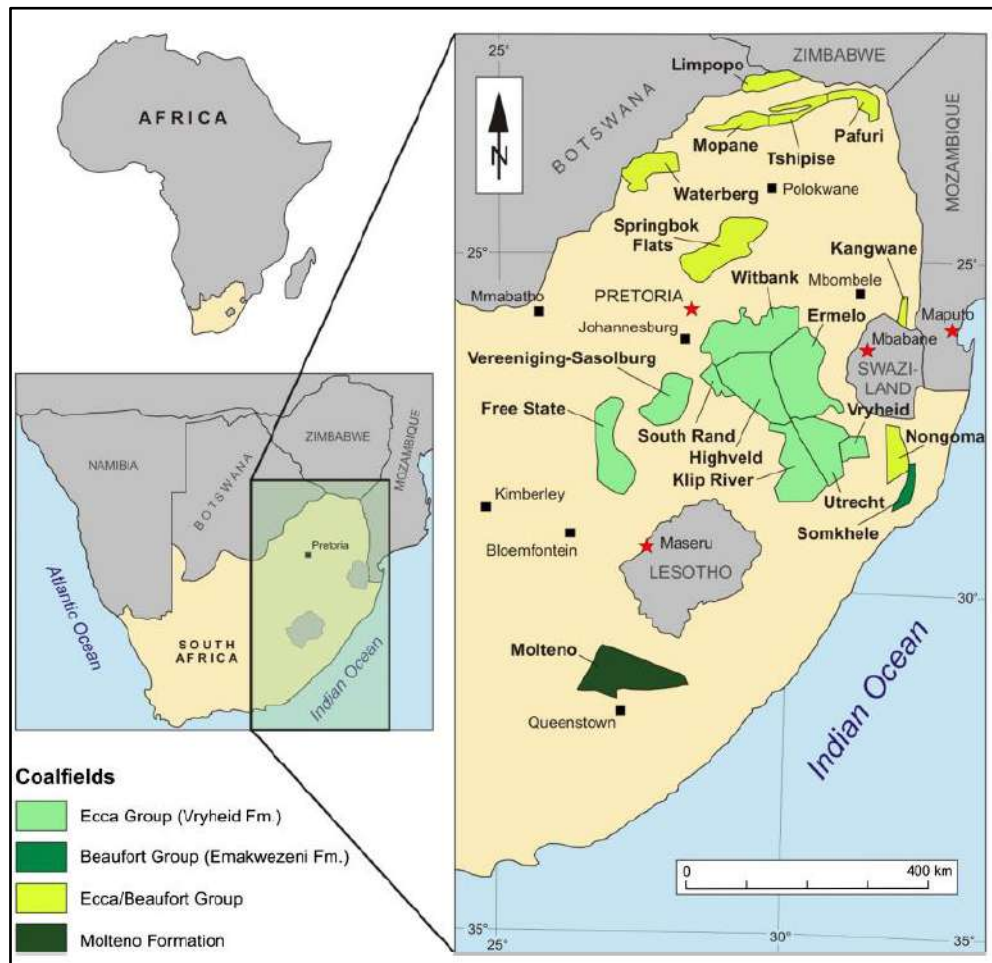 AFRICA
NAMIBIA
BOTSWANA
ZIMBABWE
MOZAMBIQUE
Pretoria
Atlantic Ocean
SOUTH
AFRICA
Indian Ocean
Coalfields
Ecca Group (Vryheid Fm.)
Beaufort Group (Emakwezeni Fm.)
Ecca/Beaufort Group
Molteno Formation
25'
30'
ZIMBABWE
BOTSWANA
MOZAMBIQUE
N
Limpopo
Mopane
Tshipise
Pafuri
Waterberg
Polokwane
Springbok
Flats
Kangwane
25°
25°
Witbank
Mbombele
Mmabatho
PRETORIA
Ermelo
Maputo
Johannesburg
Mbabane
Vereeniging-Sasolburg
SWAZI-
LAND
Free State
Vryheid
South Rand
Nongoma
Highveld
Klip River
Utrecht
Kimberley
Somkhele
Bloemfontein
Maseru
LESOTHO
30°
Molteno
Queenstown
Indian Ocean
0
400 km
35°
25°
30°
35°